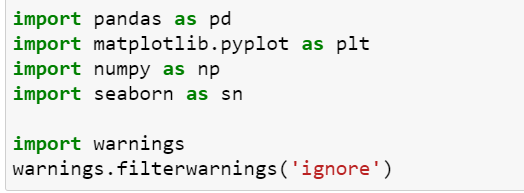 import pandas as pd
import matplotlib.pyplot as plt
import numpy as np
import seaborn as sn
import warnings
warnings.filterwarnings('ignore')